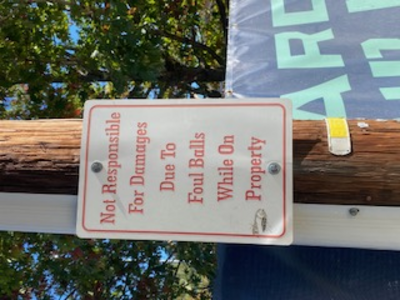 Not Responsible
For Damages
Due To
Foul Balls
While On
Property